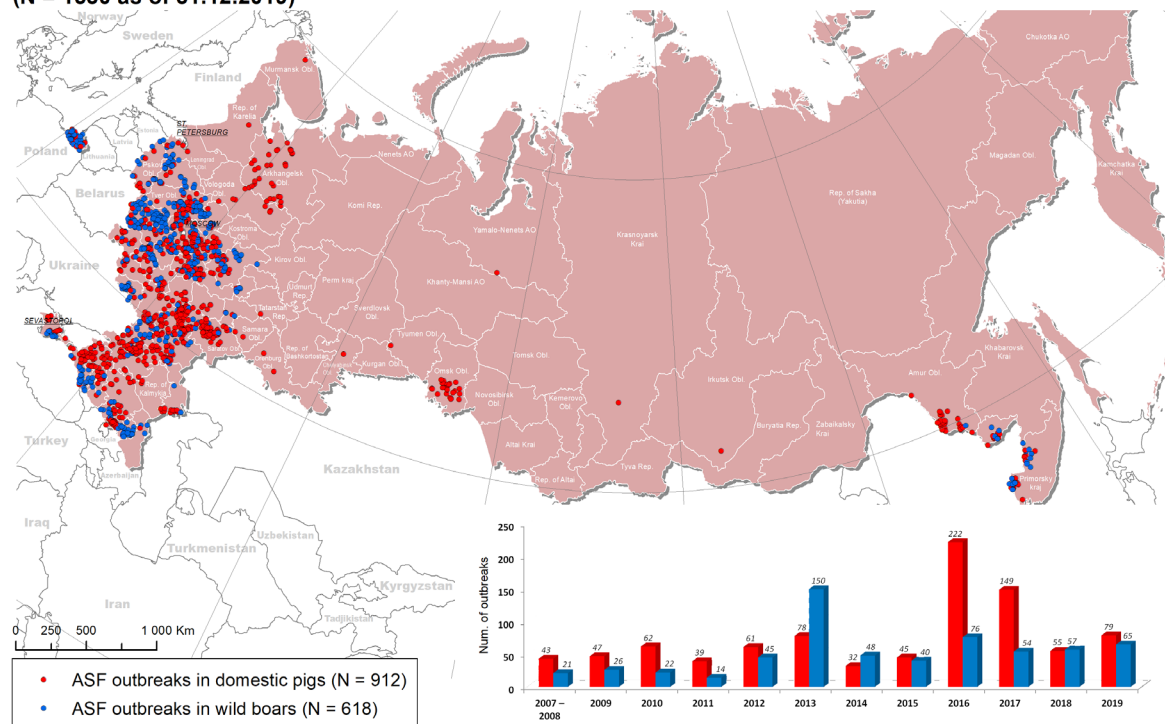 Norway
Sweden
Finland
Murmansk Obl.
Chukotka AO
Rep. of
Karelia
ST.
PETERSBURG
Estonia
Latvia
Lithuania
Poland
Belarus
Nenets AO
Arkhangelsk
Obl.
Vologoda
Obl.
Magadan Obl.
Kamchatka
Krai
Rep. of Sakha
(Yakutia)
Komi Rep.
Yamalo-Nenets AO
Krasnoyarsk
Krai
MOSCOW
Kostroma
Obl.
Kirov Obl.
Ukraine
Perm kraj
Khanty-Mansi AO
Udmurt
Rep.
Sverdlovsk
Obl.
Tatarstan
Rep.
SEVASTOPOL
Samara
Obl.
Saratov Obl.
Orenburg
Obl.
Rep. of
Bashkortostan
Kurgan Obl.
Tyumen Obl.
Omsk Obl.
Tomsk Obl.
Novosibirsk
Obl.
Kemerovo
Obl.
Irkutsk Obl.
Buryatia Rep.
Zabaikalsky
Krai
Amur Obl.
Khabarovsk
Krai
Primorsky
kraj
Rep. of
Kalmykia
Altai Krai
Rep. of Altai
Tyva Rep.
Turkey
Georgia
Azerbaijan
Kazakhstan
Iraq
Iran
Turkmenistan
Uzbekistan
Kyrgyzstan
Tadjikistan
0 250 500 1 000 Km
ASF outbreaks in domestic pigs (N = 912)
ASF outbreaks in wild boars (N = 618)
Num. of outbreaks
250
200
150
100
50
0
43 21 47 26 62 22 39 14 61 45 78 150 32 48 45 40 222 76 149 54 55 57 79 65
2007 – 2009 2010 2011 2012 2013 2014 2015 2016 2017 2018 2019
2008